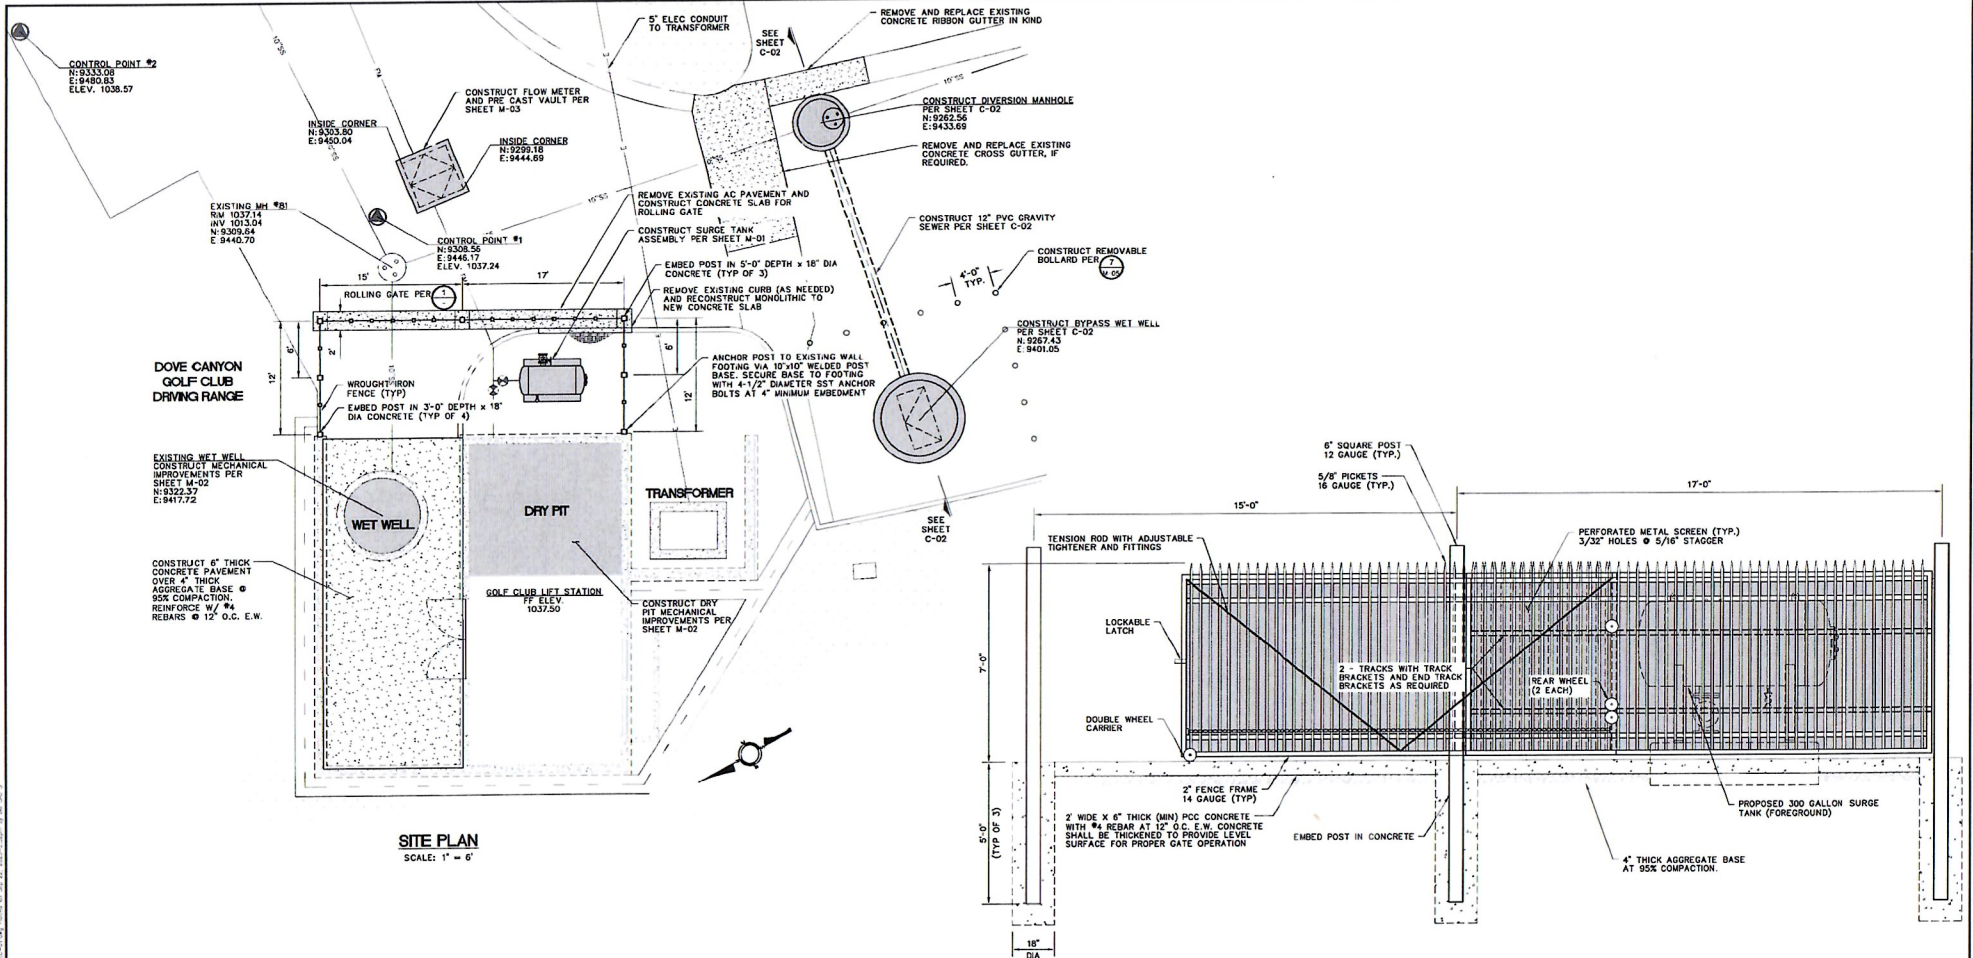 CONTROL POINT #2
N:9333.08
E:9480.83
ELEV. 1038.57
10"SS
5" ELEC CONDUIT
TO TRANSFORMER
SEE
SHEET
C-02
REMOVE AND REPLACE EXISTING
CONCRETE RIBBON GUTTER IN KIND
10"SS
CONSTRUCT FLOW METER
AND PRE CAST VAULT PER
SHEET M-03
INSIDE CORNER
N:9303.80
E:9450.04
INSIDE CORNER
N:9299.18
E:9444.69
CONSTRUCT DIVERSION MANHOLE
PER SHEET C-02
N:9262.56
E:9433.69
REMOVE AND REPLACE EXISTING
CONCRETE CROSS GUTTER, IF
REQUIRED.
EXISTING MH #81
RIM 1037.14
INV 1013.04
N:9309.64
E:9440.70
CONTROL POINT #1
N:9308.56
E:9446.17
ELEV. 1037.24
10"SS
REMOVE EXISTING AC PAVEMENT AND
CONSTRUCT CONCRETE SLAB FOR
ROLLING GATE
CONSTRUCT SURGE TANK
ASSEMBLY PER SHEET M-01
CONSTRUCT 12" PVC GRAVITY
SEWER PER SHEET C-02
CONSTRUCT REMOVABLE
BOLLARD PER 7
M-05
4'-0"
TYP.
15'
17'
ROLLING GATE PER 1
-
EMBED POST IN 5'-0" DEPTH x 18" DIA
CONCRETE (TYP OF 3)
REMOVE EXISTING CURB (AS NEEDED)
AND RECONSTRUCT MONOLITHIC TO
NEW CONCRETE SLAB
CONSTRUCT BYPASS WET WELL
PER SHEET C-02
N:9267.43
E:9401.05
6'
2'
12'
6'
12'
DOVE CANYON
GOLF CLUB
DRIVING RANGE
WROUGHT IRON
FENCE (TYP)
EMBED POST IN 3'-0" DEPTH x 18"
DIA CONCRETE (TYP OF 4)
ANCHOR POST TO EXISTING WALL
FOOTING VIA 10"x10" WELDED POST
BASE. SECURE BASE TO FOOTING
WITH 4-1/2" DIAMETER SST ANCHOR
BOLTS AT 4" MINIMUM EMBEDMENT
EXISTING WET WELL
CONSTRUCT MECHANICAL
IMPROVEMENTS PER
SHEET M-02
N:9322.37
E:9417.72
WET WELL
DRY PIT
TRANSFORMER
SEE
SHEET
C-02
CONSTRUCT 6" THICK
CONCRETE PAVEMENT
OVER 4" THICK
AGGREGATE BASE @
95% COMPACTION.
REINFORCE W/ #4
REBARS @ 12" O.C. E.W.
GOLF CLUB LIFT STATION
FF ELEV.
1037.50
CONSTRUCT DRY
PIT MECHANICAL
IMPROVEMENTS PER
SHEET M-02
SITE PLAN
SCALE: 1" = 6'
6" SQUARE POST
12 GAUGE (TYP.)
5/8" PICKETS
16 GAUGE (TYP.)
15'-0"
17'-0"
TENSION ROD WITH ADJUSTABLE
TIGHTENER AND FITTINGS
PERFORATED METAL SCREEN (TYP.)
3/32" HOLES @ 5/16" STAGGER
LOCKABLE
LATCH
7'-0"
2 - TRACKS WITH TRACK
BRACKETS AND END TRACK
BRACKETS AS REQUIRED
REAR WHEEL
(2 EACH)
DOUBLE WHEEL
CARRIER
2" FENCE FRAME
14 GAUGE (TYP)
2' WIDE X 6" THICK (MIN) PCC CONCRETE
WITH #4 REBAR AT 12" O.C. E.W. CONCRETE
SHALL BE THICKENED TO PROVIDE LEVEL
SURFACE FOR PROPER GATE OPERATION
5'-0"
(TYP OF 3)
EMBED POST IN CONCRETE
PROPOSED 300 GALLON SURGE
TANK (FOREGROUND)
4" THICK AGGREGATE BASE
AT 95% COMPACTION.
18"
DIA